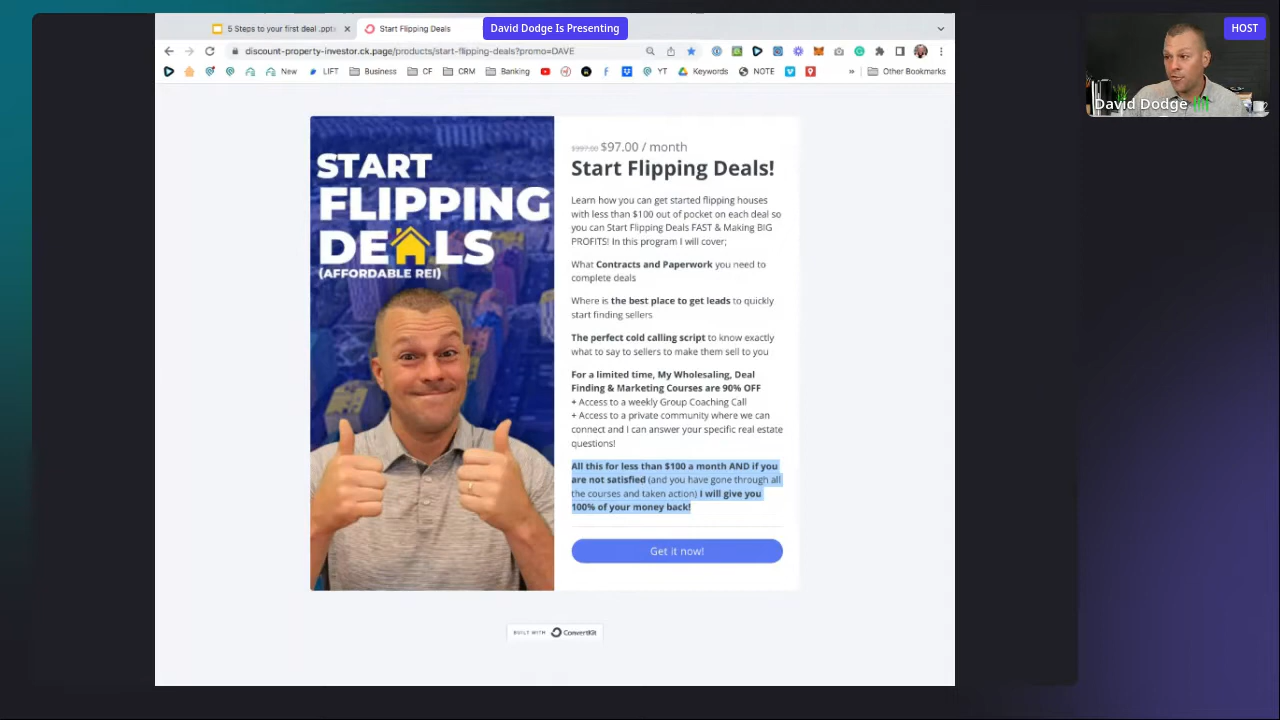 5 Steps to your first deal .ppt
Start Flipping Deals
David Dodge Is Presenting
HOST
discount-property-investor.ck.page/products/start-flipping-deals?promo=DAVE
New
LIFT
Business
CF
CRM
Banking
YT
Keywords
NOTE
»
Other Bookmarks
David Dodge
START
FLIPPING
DEALS
(AFFORDABLE REI)
$397.00 $97.00 / month
Start Flipping Deals!
Learn how you can get started flipping houses
with less than $100 out of pocket on each deal so
you can Start Flipping Deals FAST & Making BIG
PROFITS! In this program I will cover;
What Contracts and Paperwork you need to
complete deals
Where is the best place to get leads to quickly
start finding sellers
The perfect cold calling script to know exactly
what to say to sellers to make them sell to you
For a limited time, My Wholesaling, Deal
Finding & Marketing Courses are 90% OFF
+ Access to a weekly Group Coaching Call
+ Access to a private community where we can
connect and I can answer your specific real estate
questions!
All this for less than $100 a month AND if you
are not satisfied (and you have gone through all
the courses and taken action) I will give you
100% of your money back!
Get it now!
BUILT WITH ConvertKit